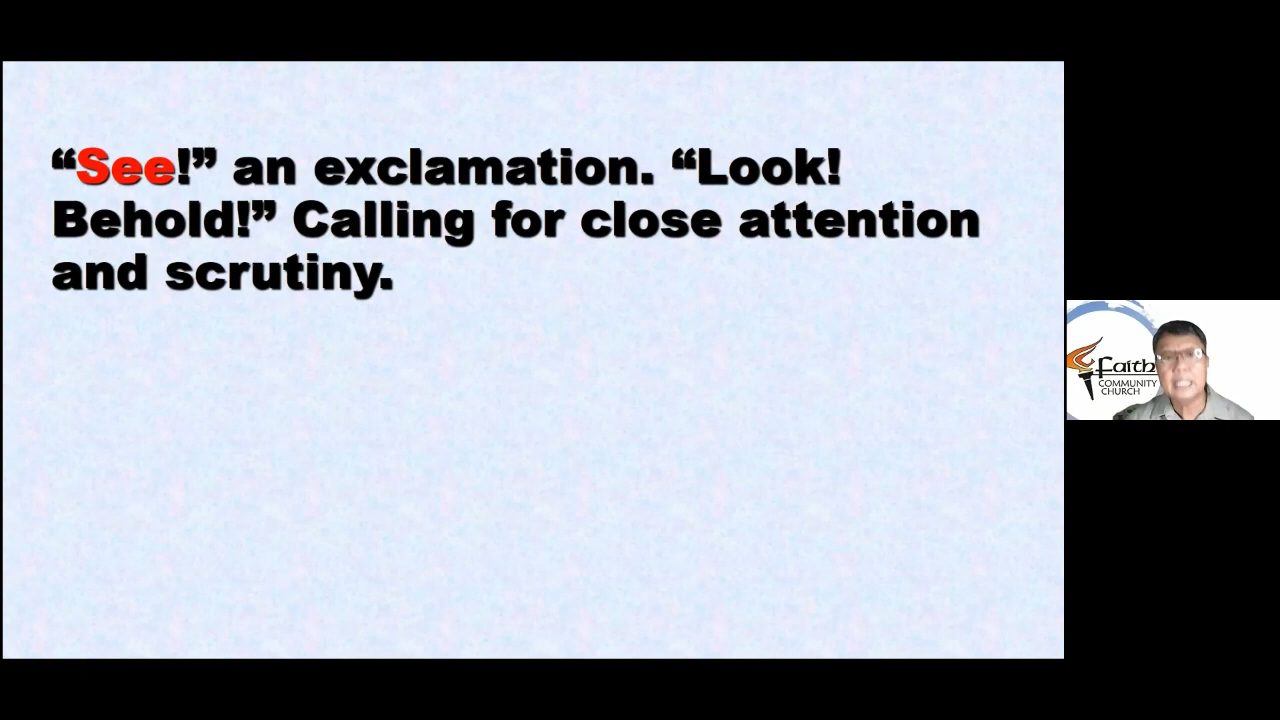 “See!” an exclamation. “Look!
Behold!” Calling for close attention
and scrutiny.
Faith
COMMUNITY
CHURCH